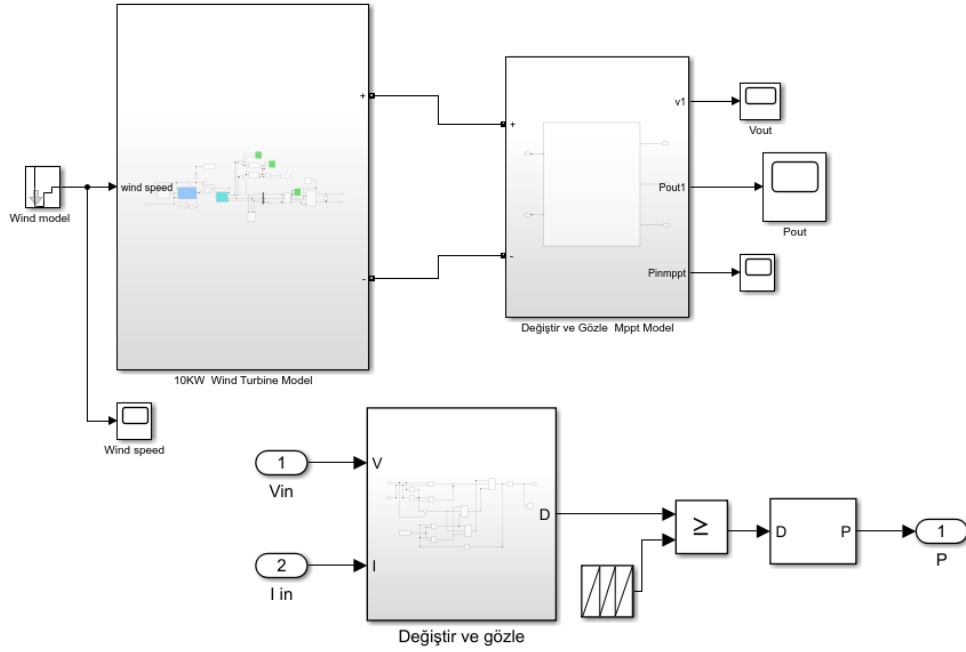 +
v1
Vout
wind speed
Wind model
Pout1
Pout
-
-
Pinmppt
+
Değiştir ve Gözle  Mppt Model
10KW  Wind Turbine Model
Wind speed
1
V
Vin
D
≥
D
P
1
P
2
I
I in
Değiştir ve gözle